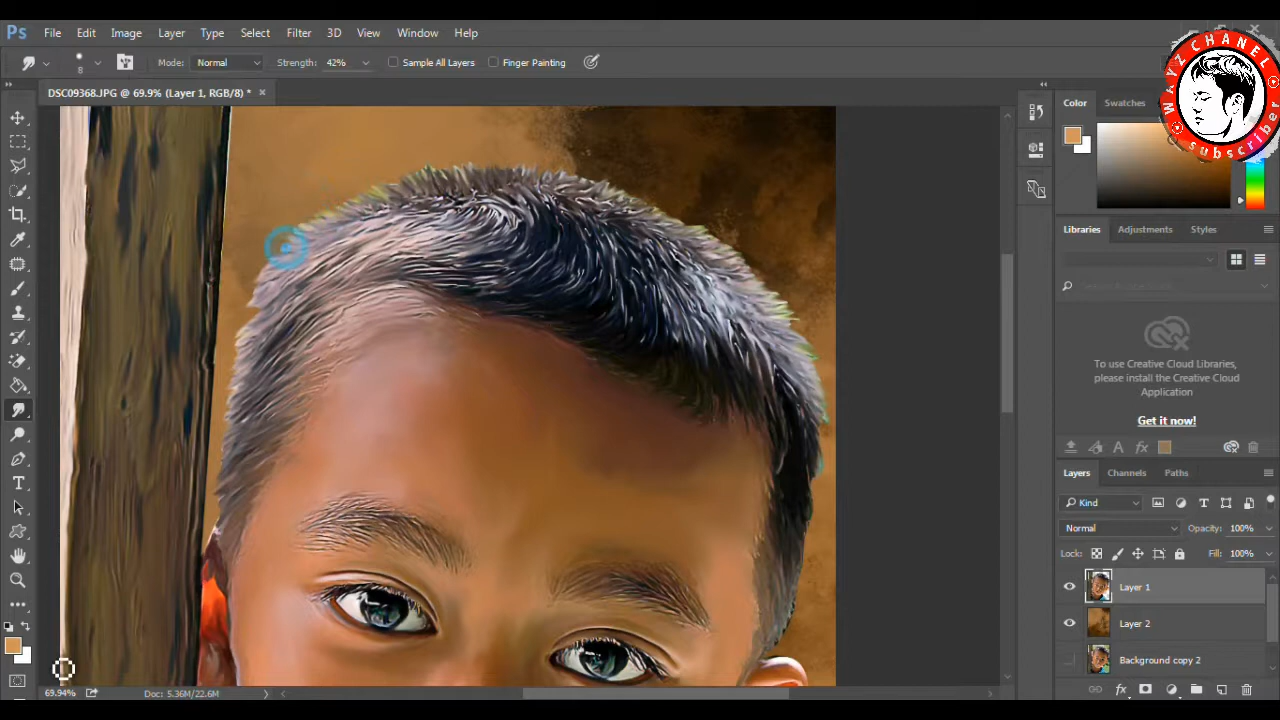 Ps File Edit Image Layer Type Select Filter 3D View Window Help
8 Mode: Normal Strength: 42% Sample All Layers Finger Painting
DSC09368.JPG @ 69.9% (Layer 1, RGB/8) *
WAYZ CHANEL
subscriber
Color Swatches
Libraries Adjustments Styles
To use Creative Cloud Libraries,
please install the Creative Cloud
Application
Get it now!
Layers Channels Paths
Kind
Normal Opacity: 100%
Lock: Fill: 100%
Layer 1
Layer 2
Background copy 2
69.94% Doc: 5.36M/22.6M